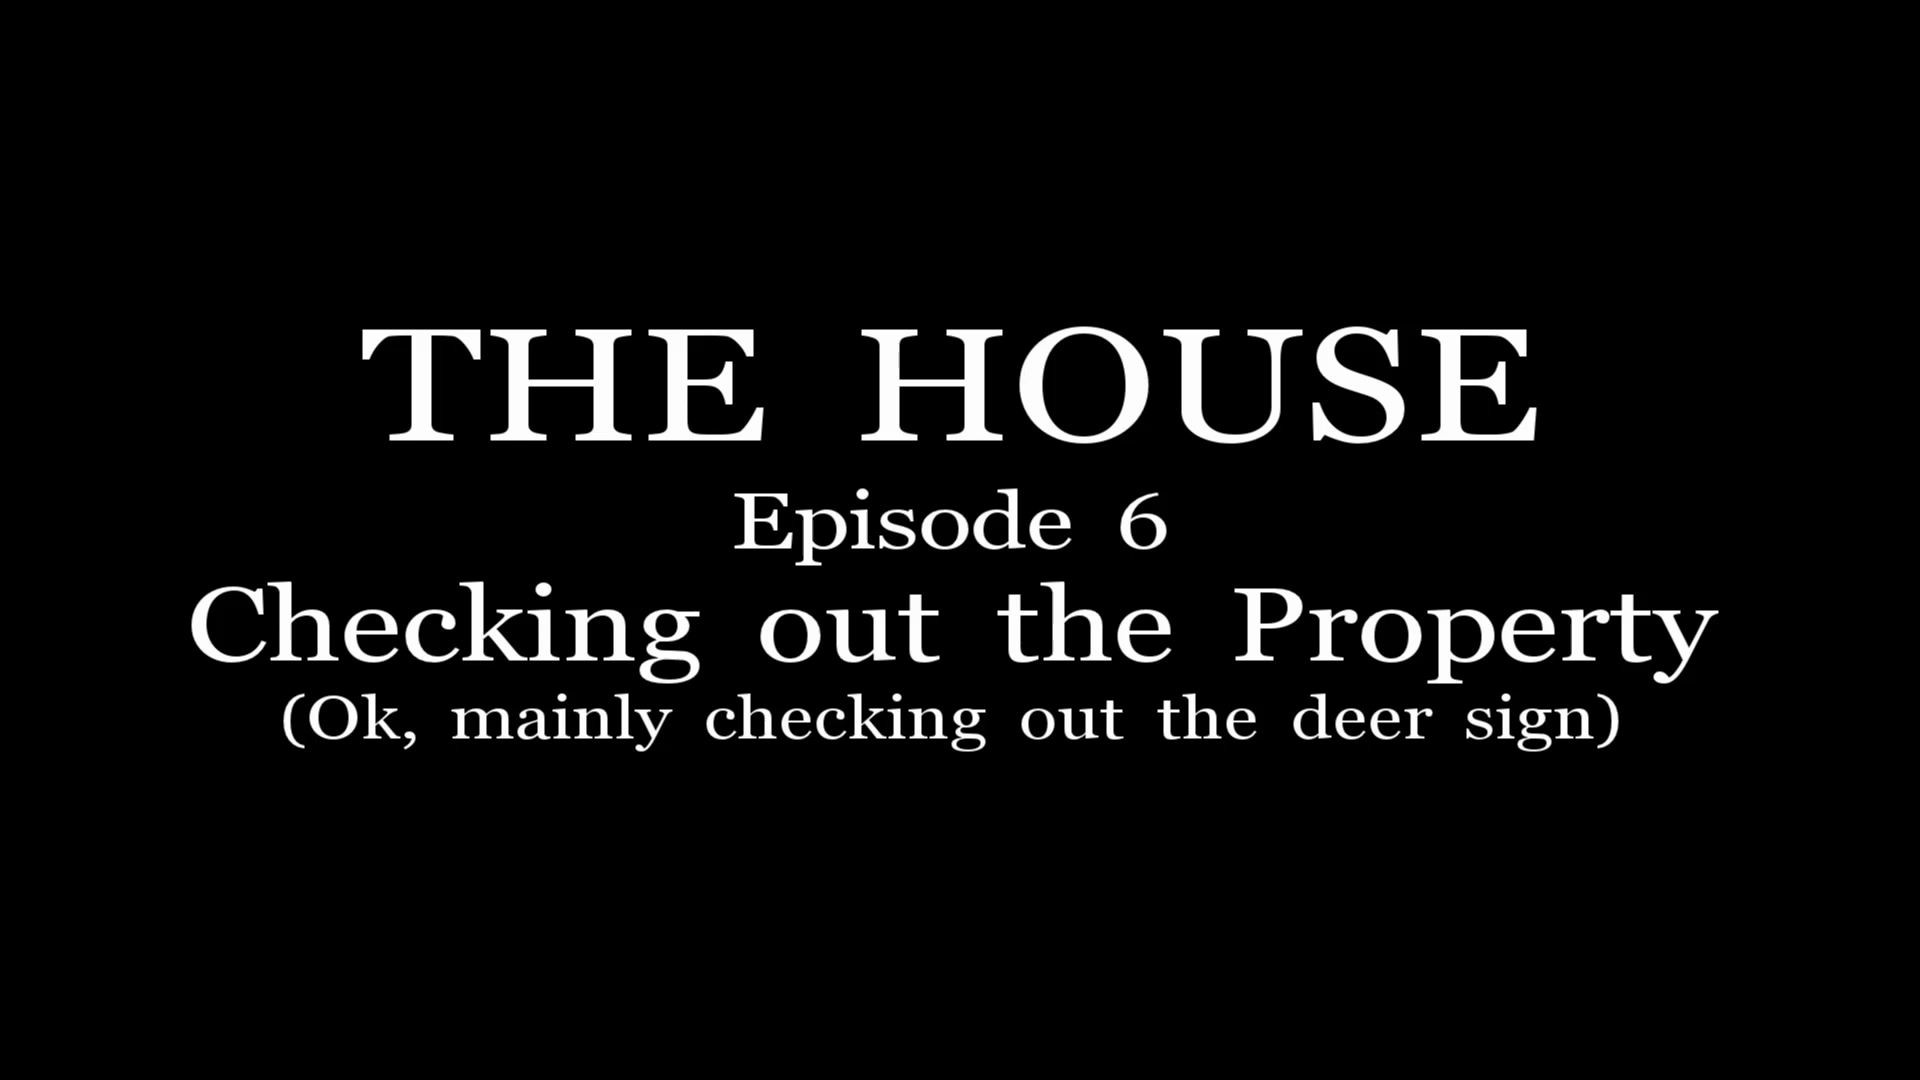 THE HOUSE
Episode 6
Checking out the Property
(Ok, mainly checking out the deer sign)